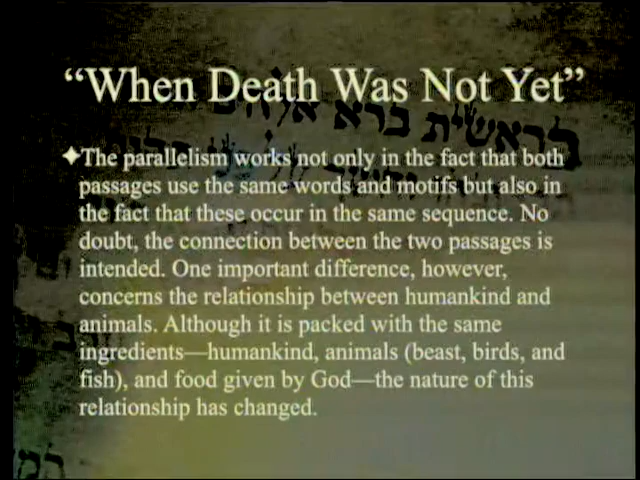 “When Death Was Not Yet”
בראשית ברא אלהים
✦The parallelism works not only in the fact that both
passages use the same words and motifs but also in
the fact that these occur in the same sequence. No
doubt, the connection between the two passages is
intended. One important difference, however,
concerns the relationship between humankind and
animals. Although it is packed with the same
ingredients—humankind, animals (beast, birds, and
fish), and food given by God—the nature of this
relationship has changed.